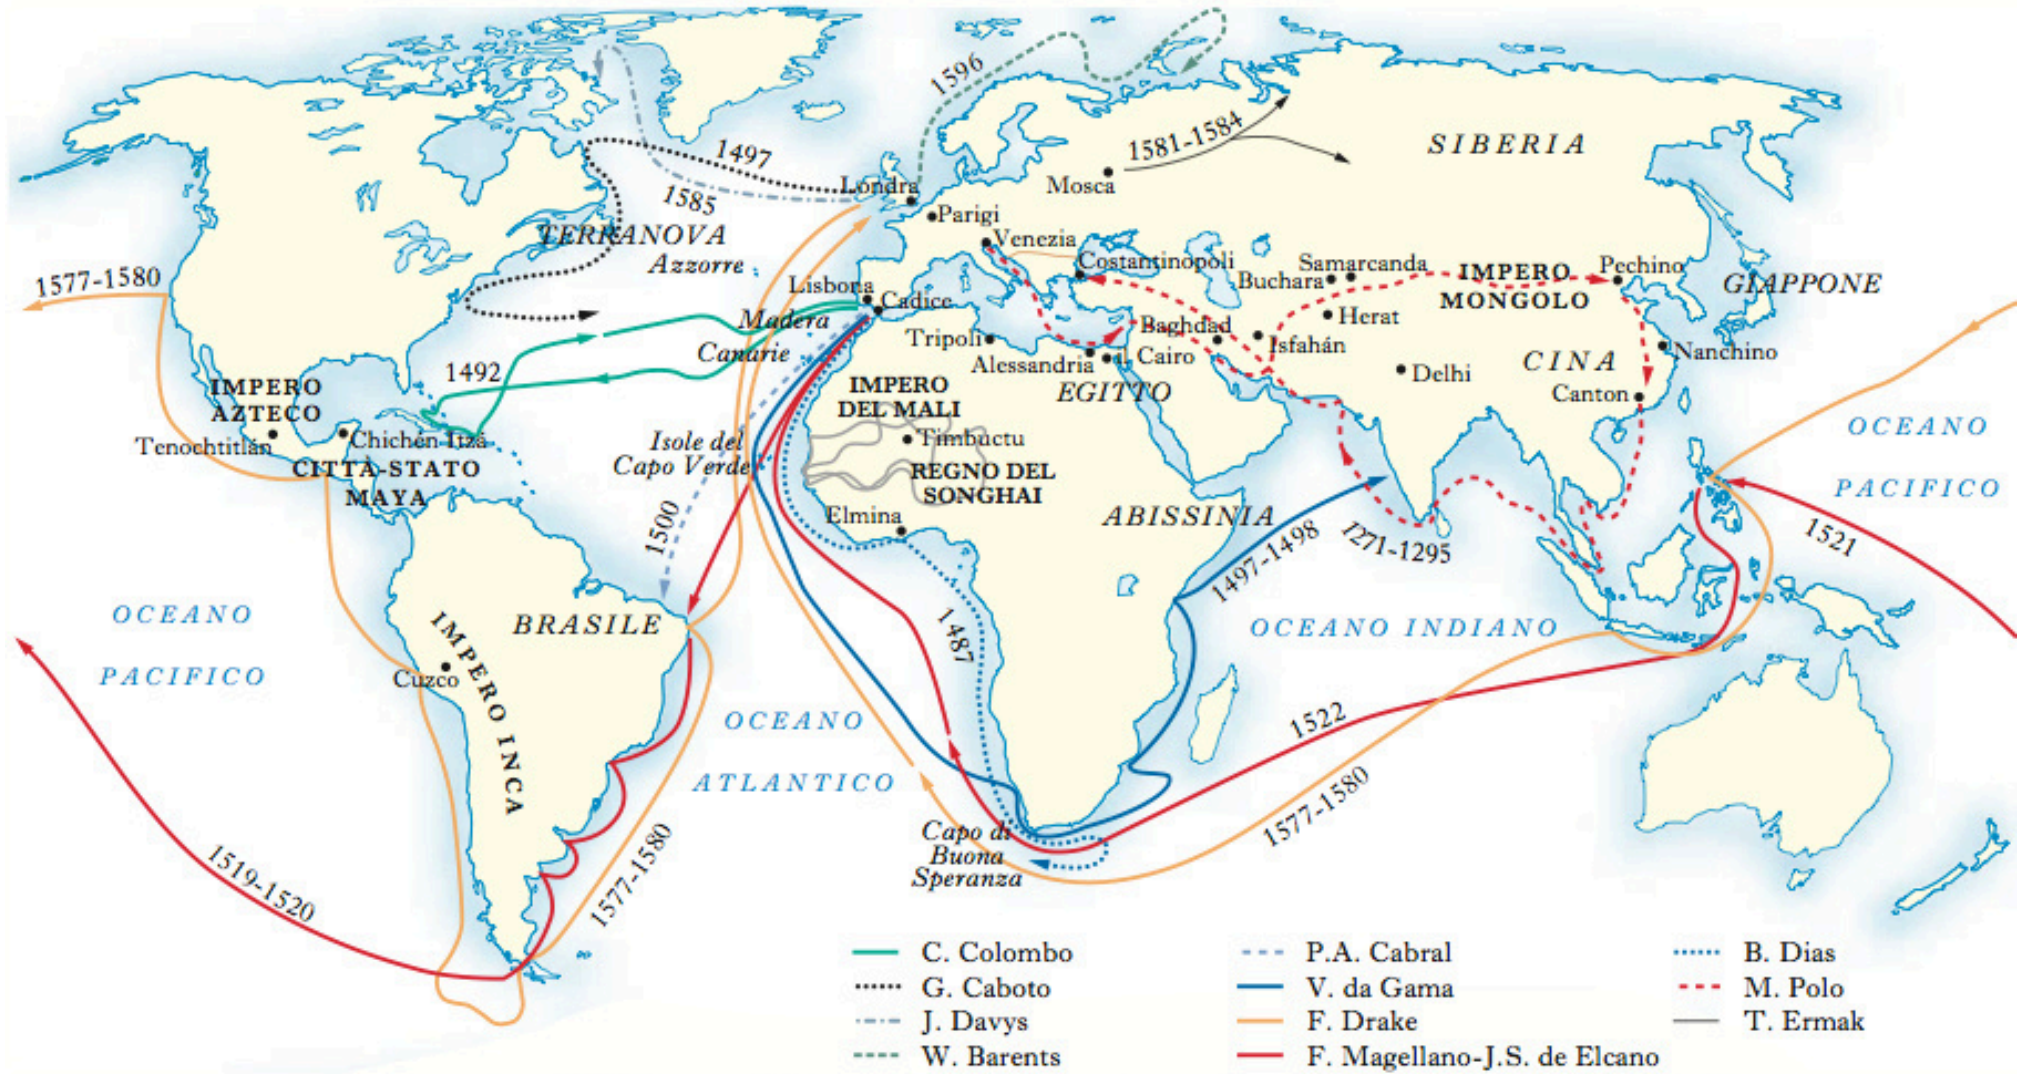 1596
1581-1584
SIBERIA
1497
Londra
Mosca
1585
Parigi
TERRANOVA
Venezia
Azzorre
Costantinopoli
Samarcanda
IMPERO
MONGOLO
Pechino
1577-1580
Buchara
GIAPPONE
Lisbona
Cadice
Madera
Herat
Baghdad
Tripoli
Isfahán
Nanchino
Canarie
Alessandria
il Cairo
CINA
1492
Delhi
IMPERO
AZTECO
IMPERO
DEL MALI
EGITTO
Canton
Tenochtitlán
Chichén Itzá
Isole del
Capo Verde
Timbuctu
OCEANO
PACIFICO
CITTÀ-STATO
MAYA
REGNO DEL
SONGHAI
Elmina
ABISSINIA
1500
1497-1498
1271-1295
1521
OCEANO
PACIFICO
BRASILE
1487
OCEANO INDIANO
IMPERO INCA
Cuzco
OCEANO
ATLANTICO
1522
1577-1580
Capo di
Buona
Speranza
1519-1520
1577-1580
C. Colombo
G. Caboto
J. Davys
W. Barents
P.A. Cabral
V. da Gama
F. Drake
F. Magellano-J.S. de Elcano
B. Dias
M. Polo
T. Ermak